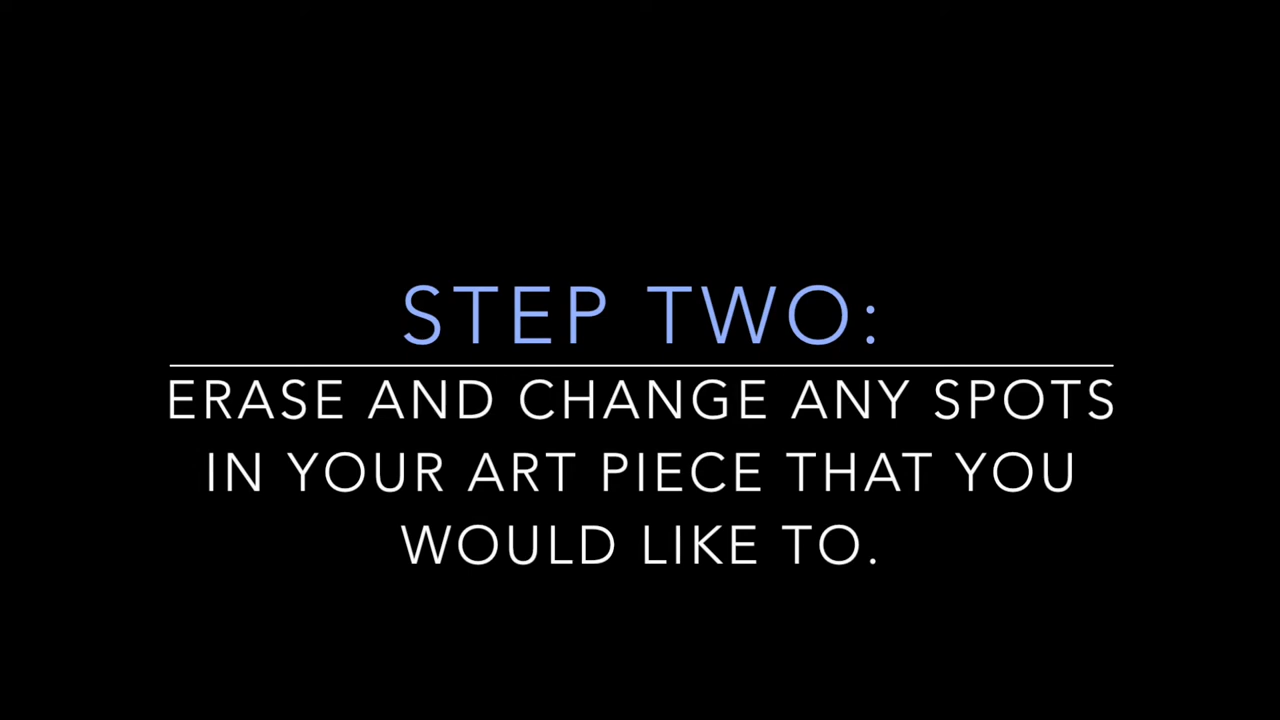 STEP TWO:
ERASE AND CHANGE ANY SPOTS
IN YOUR ART PIECE THAT YOU
WOULD LIKE TO.